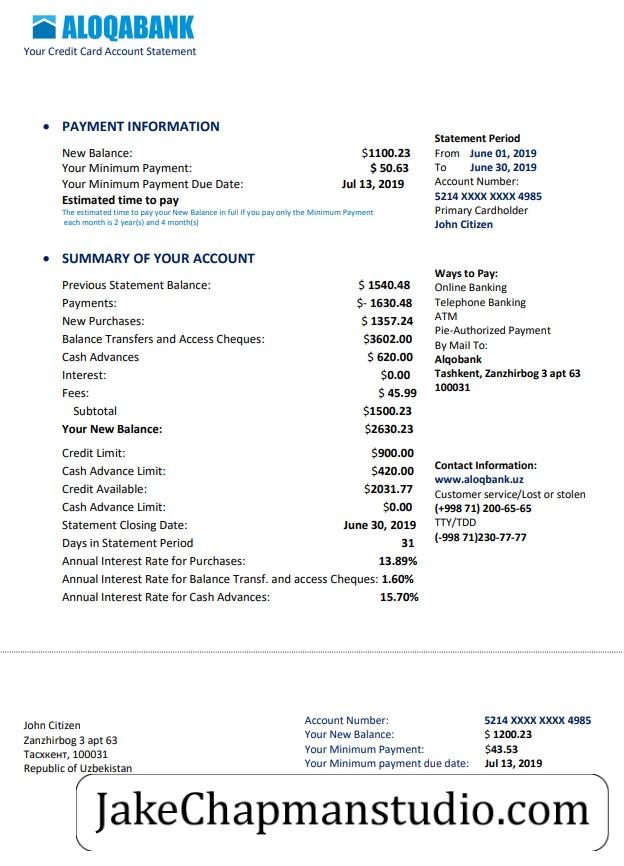 ALOQABANK
Your Credit Card Account Statement
• PAYMENT INFORMATION
New Balance: $1100.23
Your Minimum Payment: $ 50.63
Your Minimum Payment Due Date: Jul 13, 2019
Estimated time to pay
The estimated time to pay your New Balance in full if you pay only the Minimum Payment
each month is 2 year(s) and 4 month(s)
Statement Period
From June 01, 2019
To June 30, 2019
Account Number:
5214 XXXX XXXX 4985
Primary Cardholder
John Citizen
• SUMMARY OF YOUR ACCOUNT
Previous Statement Balance: $ 1540.48
Payments: $- 1630.48
New Purchases: $ 1357.24
Balance Transfers and Access Cheques: $3602.00
Cash Advances $ 620.00
Interest: $0.00
Fees: $ 45.99
Subtotal $1500.23
Your New Balance: $2630.23
Credit Limit: $900.00
Cash Advance Limit: $420.00
Credit Available: $2031.77
Cash Advance Limit: $0.00
Statement Closing Date: June 30, 2019
Days in Statement Period 31
Annual Interest Rate for Purchases: 13.89%
Annual Interest Rate for Balance Transf. and access Cheques: 1.60%
Annual Interest Rate for Cash Advances: 15.70%
Ways to Pay:
Online Banking
Telephone Banking
ATM
Pie-Authorized Payment
By Mail To:
Alqobank
Tashkent, Zanzhirbog 3 apt 63
100031
Contact Information:
www.aloqbank.uz
Customer service/Lost or stolen
(+998 71) 200-65-65
TTY/TDD
(-998 71)230-77-77
John Citizen
Zanzhirbog 3 apt 63
Тасхкент, 100031
Republic of Uzbekistan
Account Number: 5214 XXXX XXXX 4985
Your New Balance: $ 1200.23
Your Minimum Payment: $43.53
Your Minimum payment due date: Jul 13, 2019
JakeChapmanstudio.com